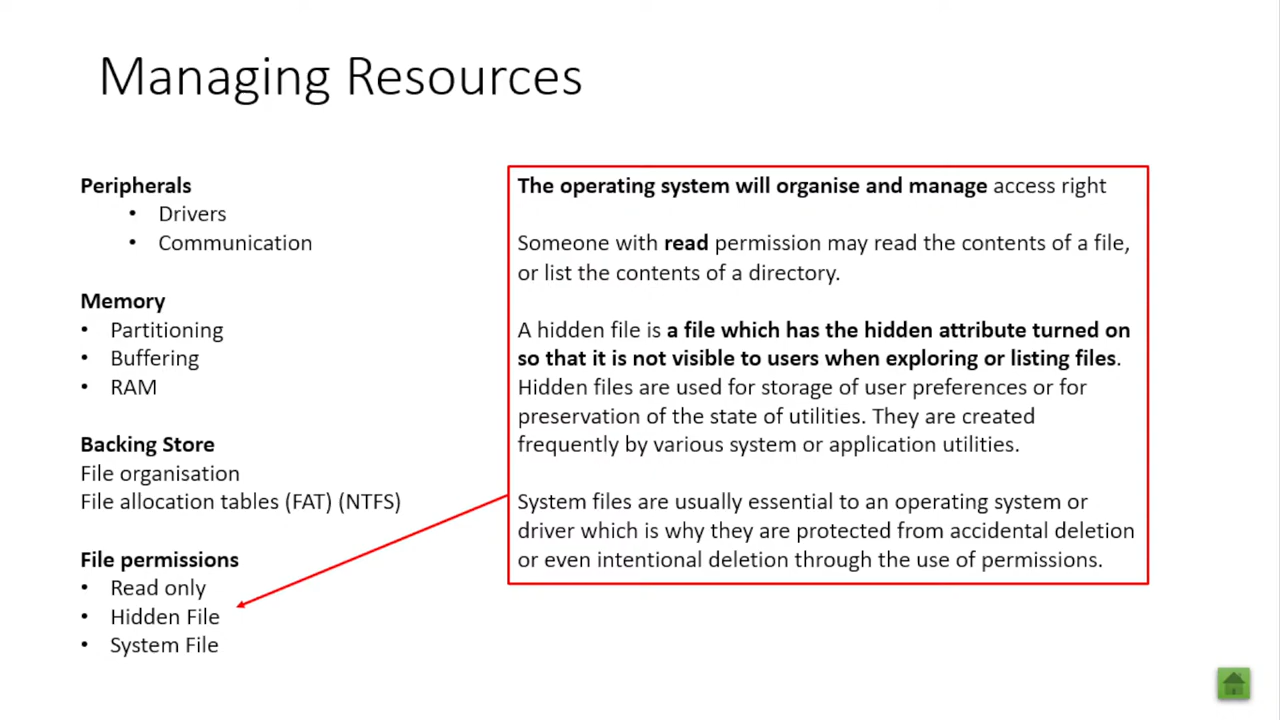 Managing Resources
Peripherals
• Drivers
• Communication
Memory
• Partitioning
• Buffering
• RAM
Backing Store
File organisation
File allocation tables (FAT) (NTFS)
File permissions
• Read only
• Hidden File
• System File
The operating system will organise and manage access right
Someone with read permission may read the contents of a file,
or list the contents of a directory.
A hidden file is a file which has the hidden attribute turned on
so that it is not visible to users when exploring or listing files.
Hidden files are used for storage of user preferences or for
preservation of the state of utilities. They are created
frequently by various system or application utilities.
System files are usually essential to an operating system or
driver which is why they are protected from accidental deletion
or even intentional deletion through the use of permissions.